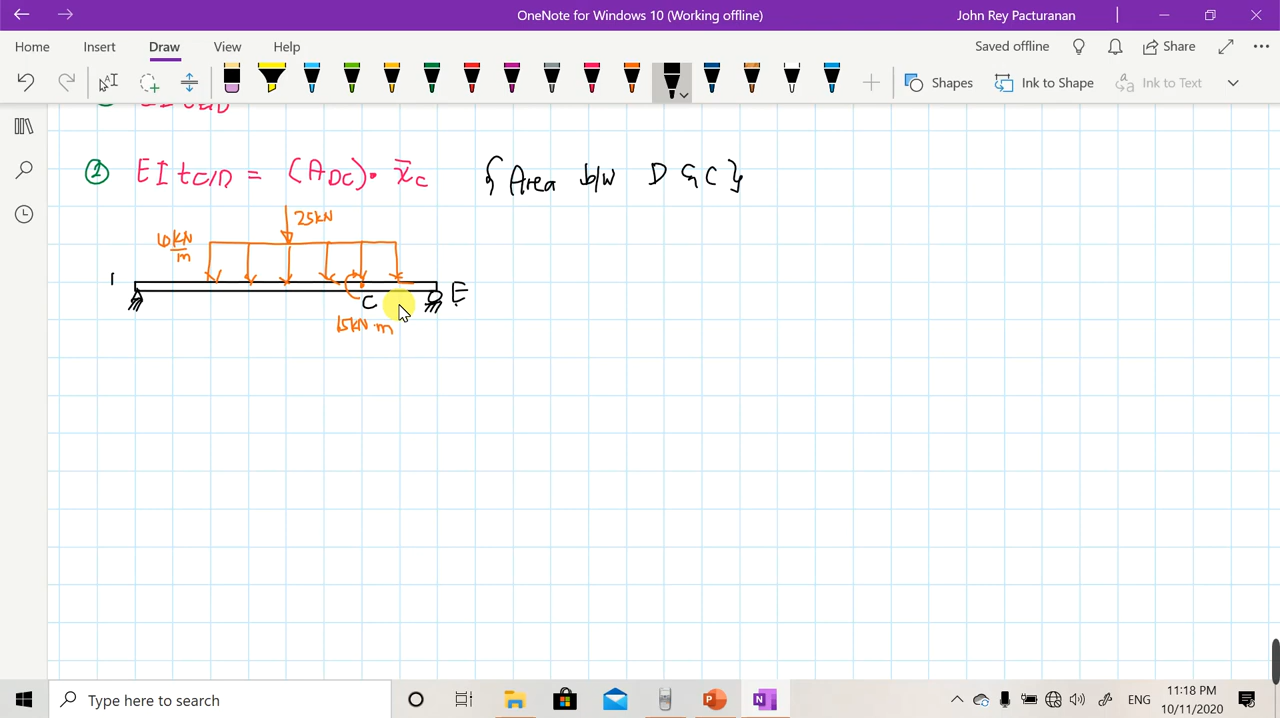 OneNote for Windows 10 (Working offline)
John Rey Pacturanan
Home Insert Draw View Help
Saved offline
Share
Shapes
Ink to Shape
Ink to Text
② EI tC/D = (ADC)· x̄C {Area b/w D & C}
25kN
10kN
m
C
E
15kN·m
Type here to search
ENG
11:18 PM
10/11/2020